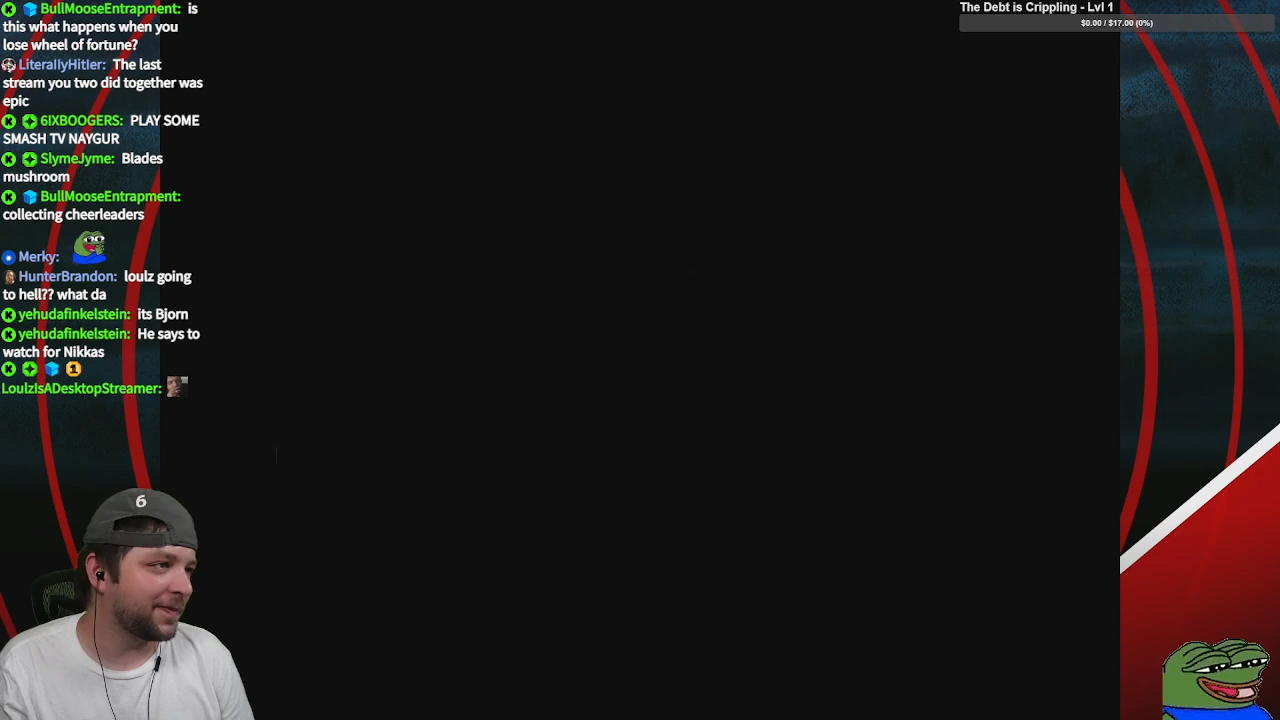 BullMooseEntrapment: is
this what happens when you
lose wheel of fortune?
LiterallyHitler: The last
stream you two did together was
epic
6IXBOOGERS: PLAY SOME
SMASH TV NAYGUR
SlymeJyme: Blades
mushroom
BullMooseEntrapment:
collecting cheerleaders
Merky:
HunterBrandon: loulz going
to hell?? what da
yehudafinkelstein: its Bjorn
yehudafinkelstein: He says to
watch for Nikkas
1
LoulzIsADesktopStreamer:
6
The Debt is Crippling - Lvl 1
$0.00 / $17.00 (0%)